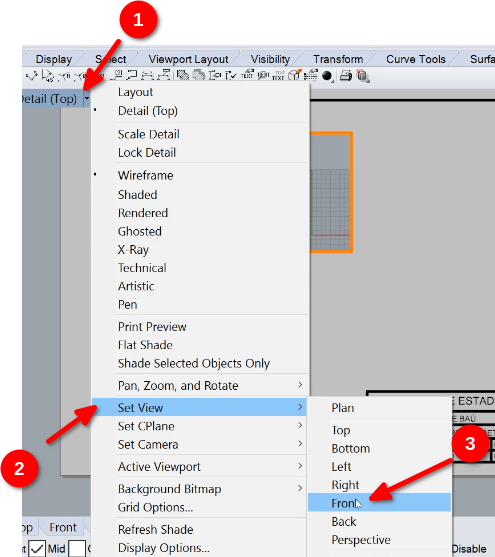 1
Display Select Viewport Layout Visibility Transform Curve Tools Surfa
Detail (Top)
Layout
Detail (Top)
Scale Detail
Lock Detail
Wireframe
Shaded
Rendered
Ghosted
X-Ray
Technical
Artistic
Pen
Print Preview
Flat Shade
Shade Selected Objects Only
Pan, Zoom, and Rotate
Set View
Plan
E ESTAD
Set CPlane
Top
E BAÚ
Set Camera
Bottom
3
2
Active Viewport
Left
Background Bitmap
Right
Grid Options...
Front
Refresh Shade
Back
op Front
Display Options...
Perspective
Mid
Disable